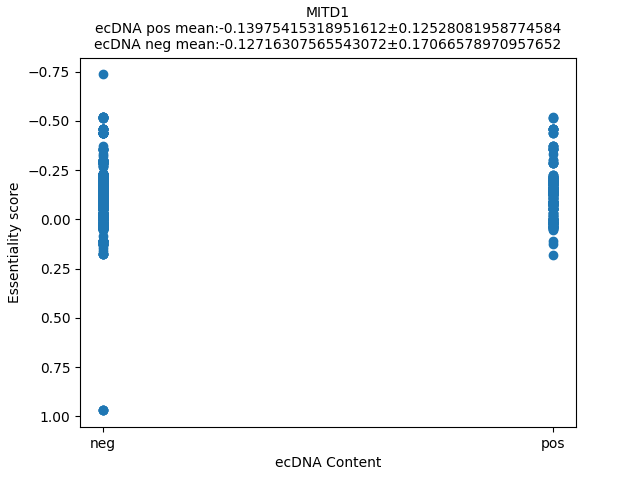 MITD1
ecDNA pos mean:-0.13975415318951612±0.12528081958774584
ecDNA neg mean:-0.12716307565543072±0.17066578970957652
−0.75
−0.50
−0.25
0.00
0.25
0.50
0.75
1.00
Essentiality score
neg
pos
ecDNA Content